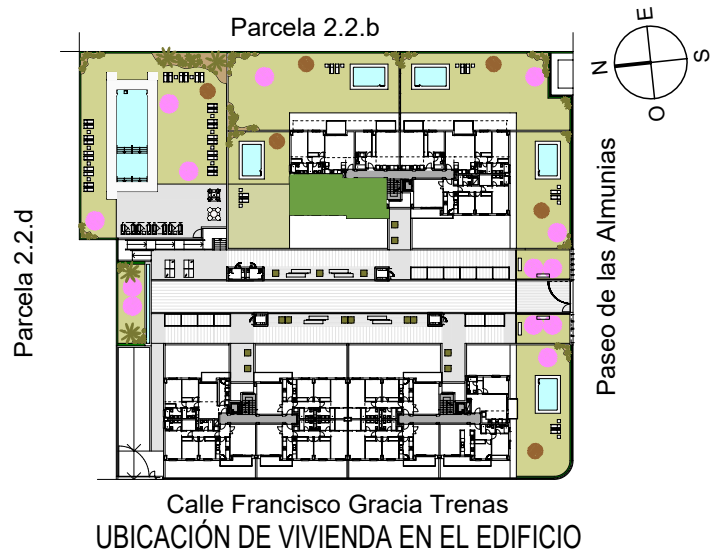 Parcela 2.2.b
E
N
S
O
Parcela 2.2.d
Paseo de las Almunias
Calle Francisco Gracia Trenas
UBICACIÓN DE VIVIENDA EN EL EDIFICIO